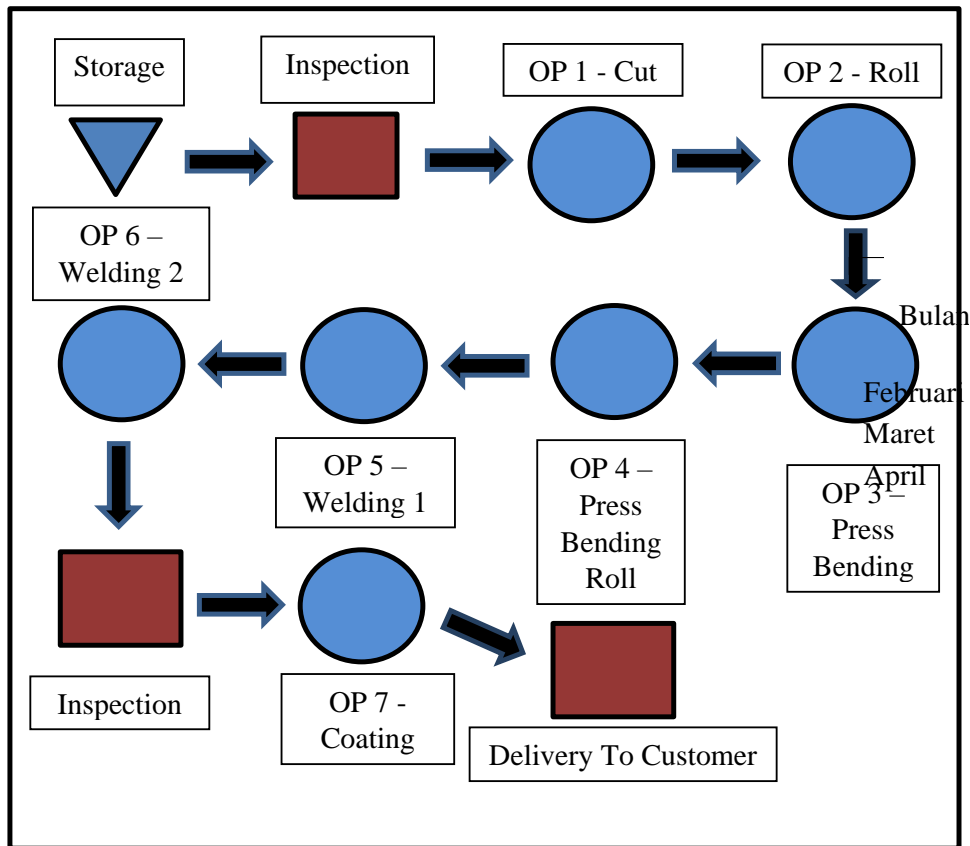 Storage
Inspection
OP 1 - Cut
OP 2 - Roll
OP 6 –
Welding 2
Bulan
Februari
Maret
April
OP 3 –
Press
Bending
OP 4 –
Press
Bending
Roll
OP 5 –
Welding 1
Inspection
OP 7 -
Coating
Delivery To Customer